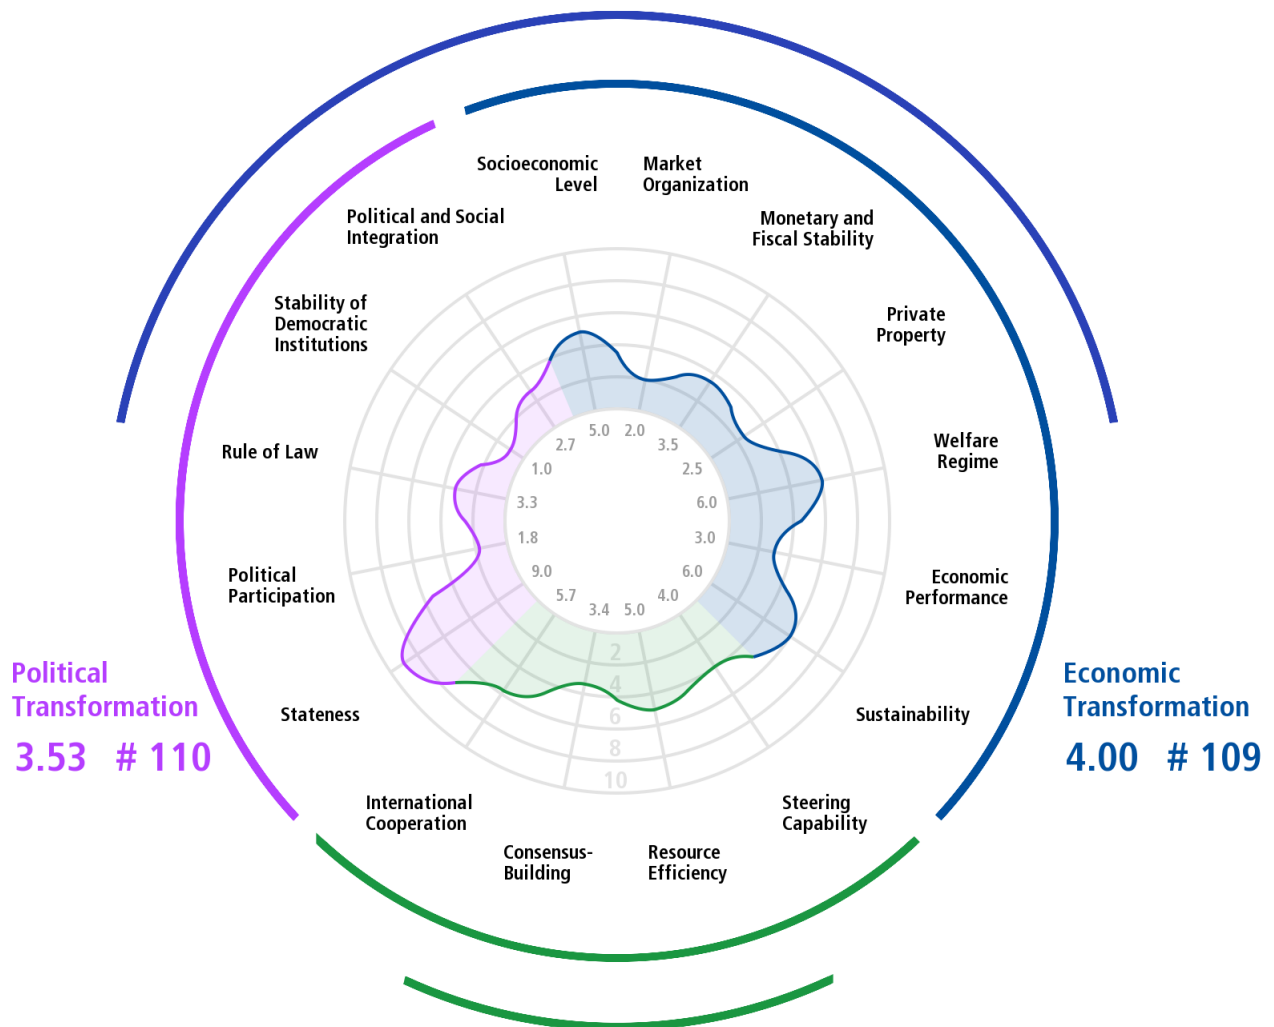 Socioeconomic
Level
Market
Organization
Political and Social
Integration
Monetary and
Fiscal Stability
Stability of
Democratic
Institutions
Private
Property
Rule of Law
Welfare
Regime
Political
Participation
Economic
Performance
Stateness
Sustainability
International
Cooperation
Steering
Capability
Consensus-
Building
Resource
Efficiency
5.0
2.0
2.7
3.5
1.0
2.5
3.3
6.0
1.8
3.0
9.0
6.0
5.7
4.0
3.4
5.0
2
4
6
8
10
Political
Transformation
3.53 # 110
Economic
Transformation
4.00 # 109